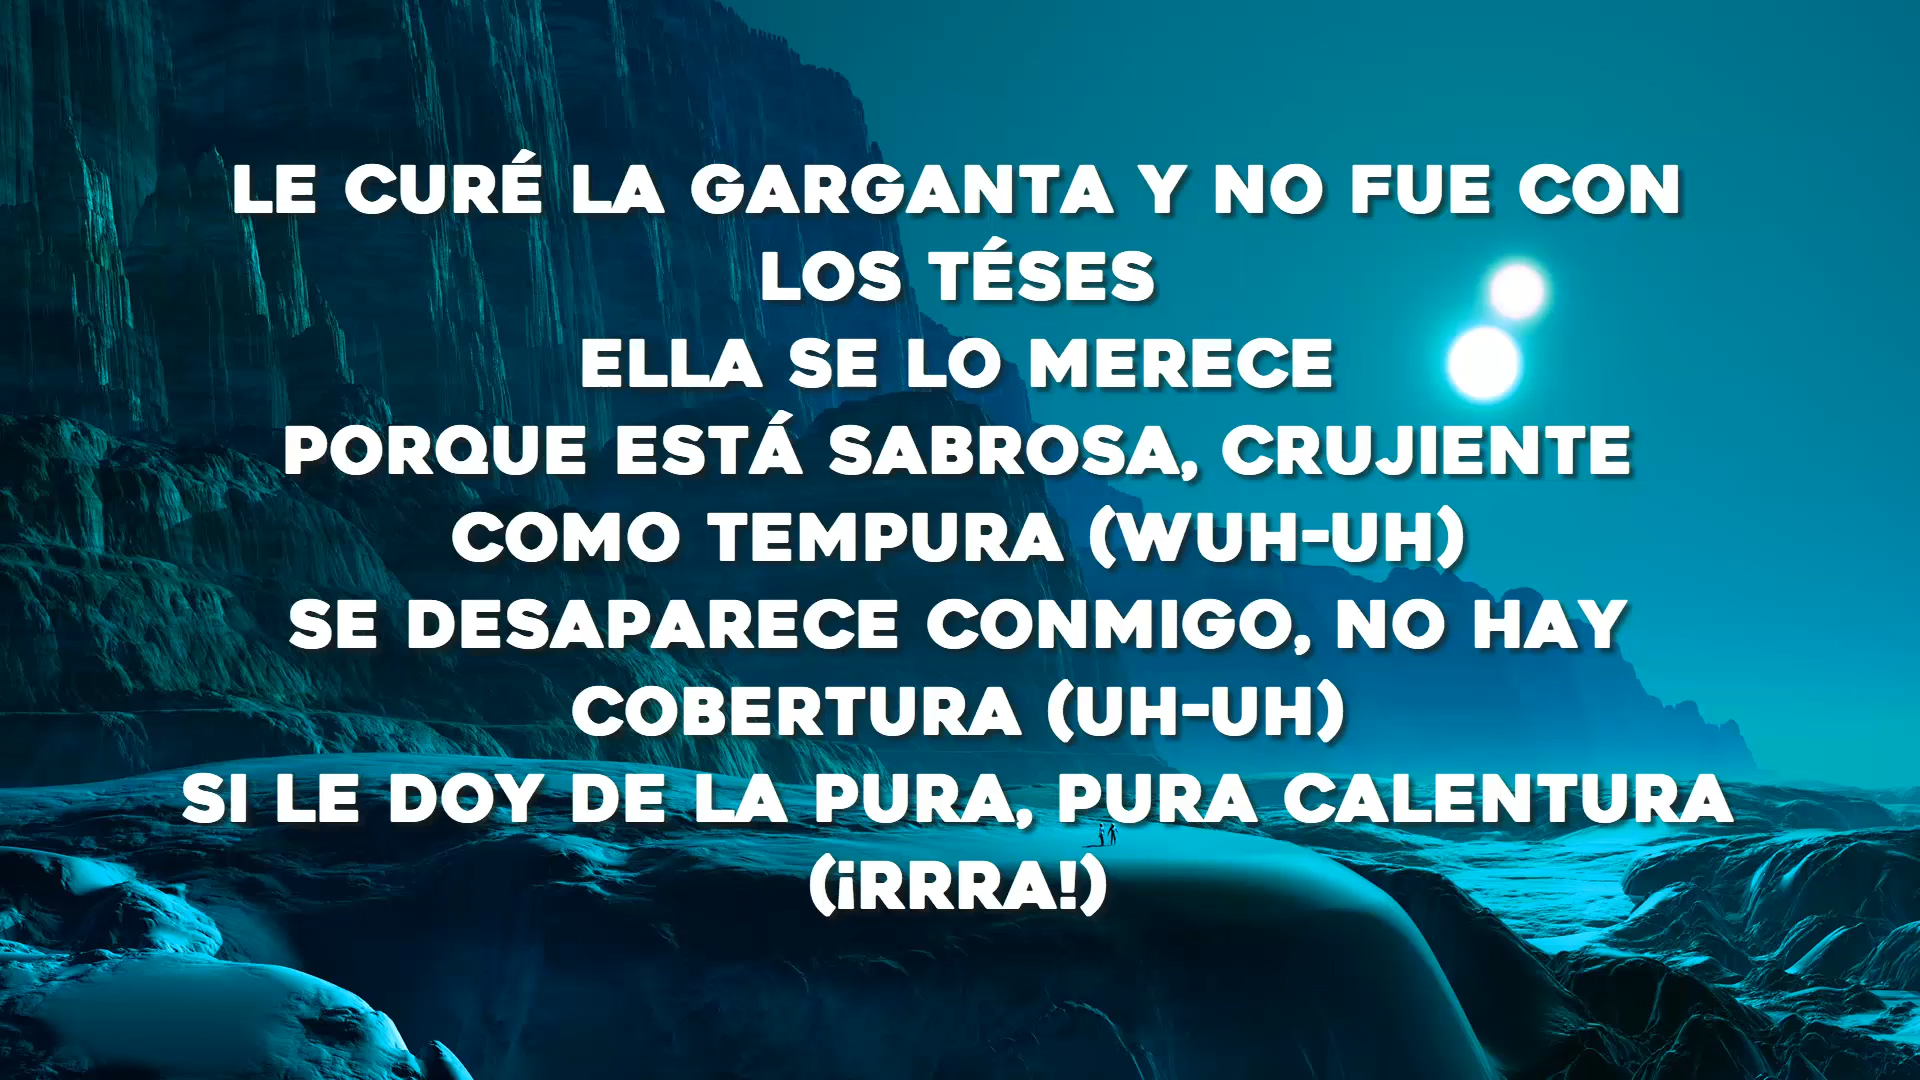 LE CURÉ LA GARGANTA Y NO FUE CON
LOS TÉSES
ELLA SE LO MERECE
PORQUE ESTÁ SABROSA, CRUJIENTE
COMO TEMPURA (WUH-UH)
SE DESAPARECE CONMIGO, NO HAY
COBERTURA (UH-UH)
SI LE DOY DE LA PURA, PURA CALENTURA
(¡RRRA!)